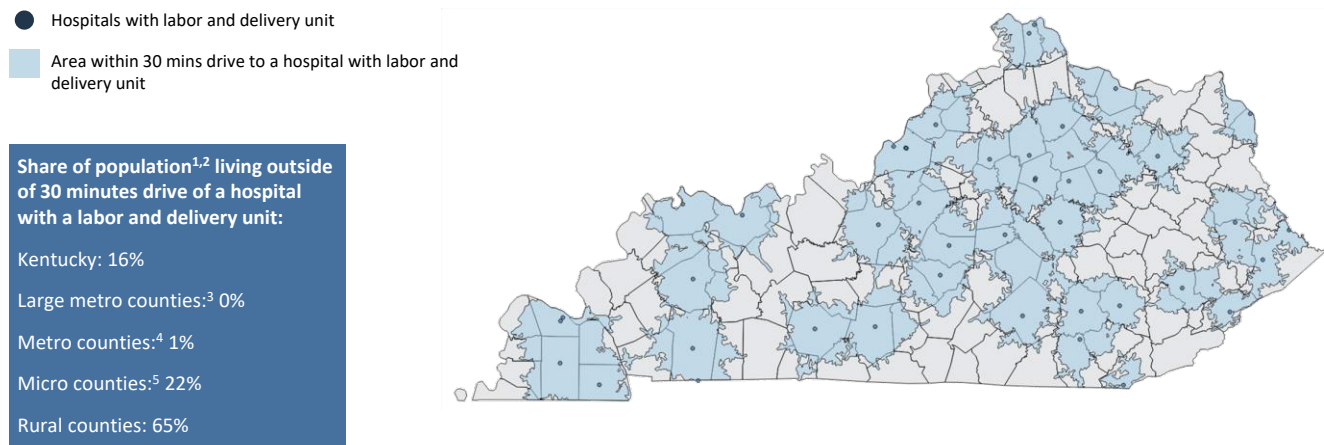 Hospitals with labor and delivery unit
Area within 30 mins drive to a hospital with labor and
delivery unit
Share of population1,2 living outside
of 30 minutes drive of a hospital
with a labor and delivery unit:
Kentucky: 16%
Large metro counties:3 0%
Metro counties:4 1%
Micro counties:5 22%
Rural counties: 65%